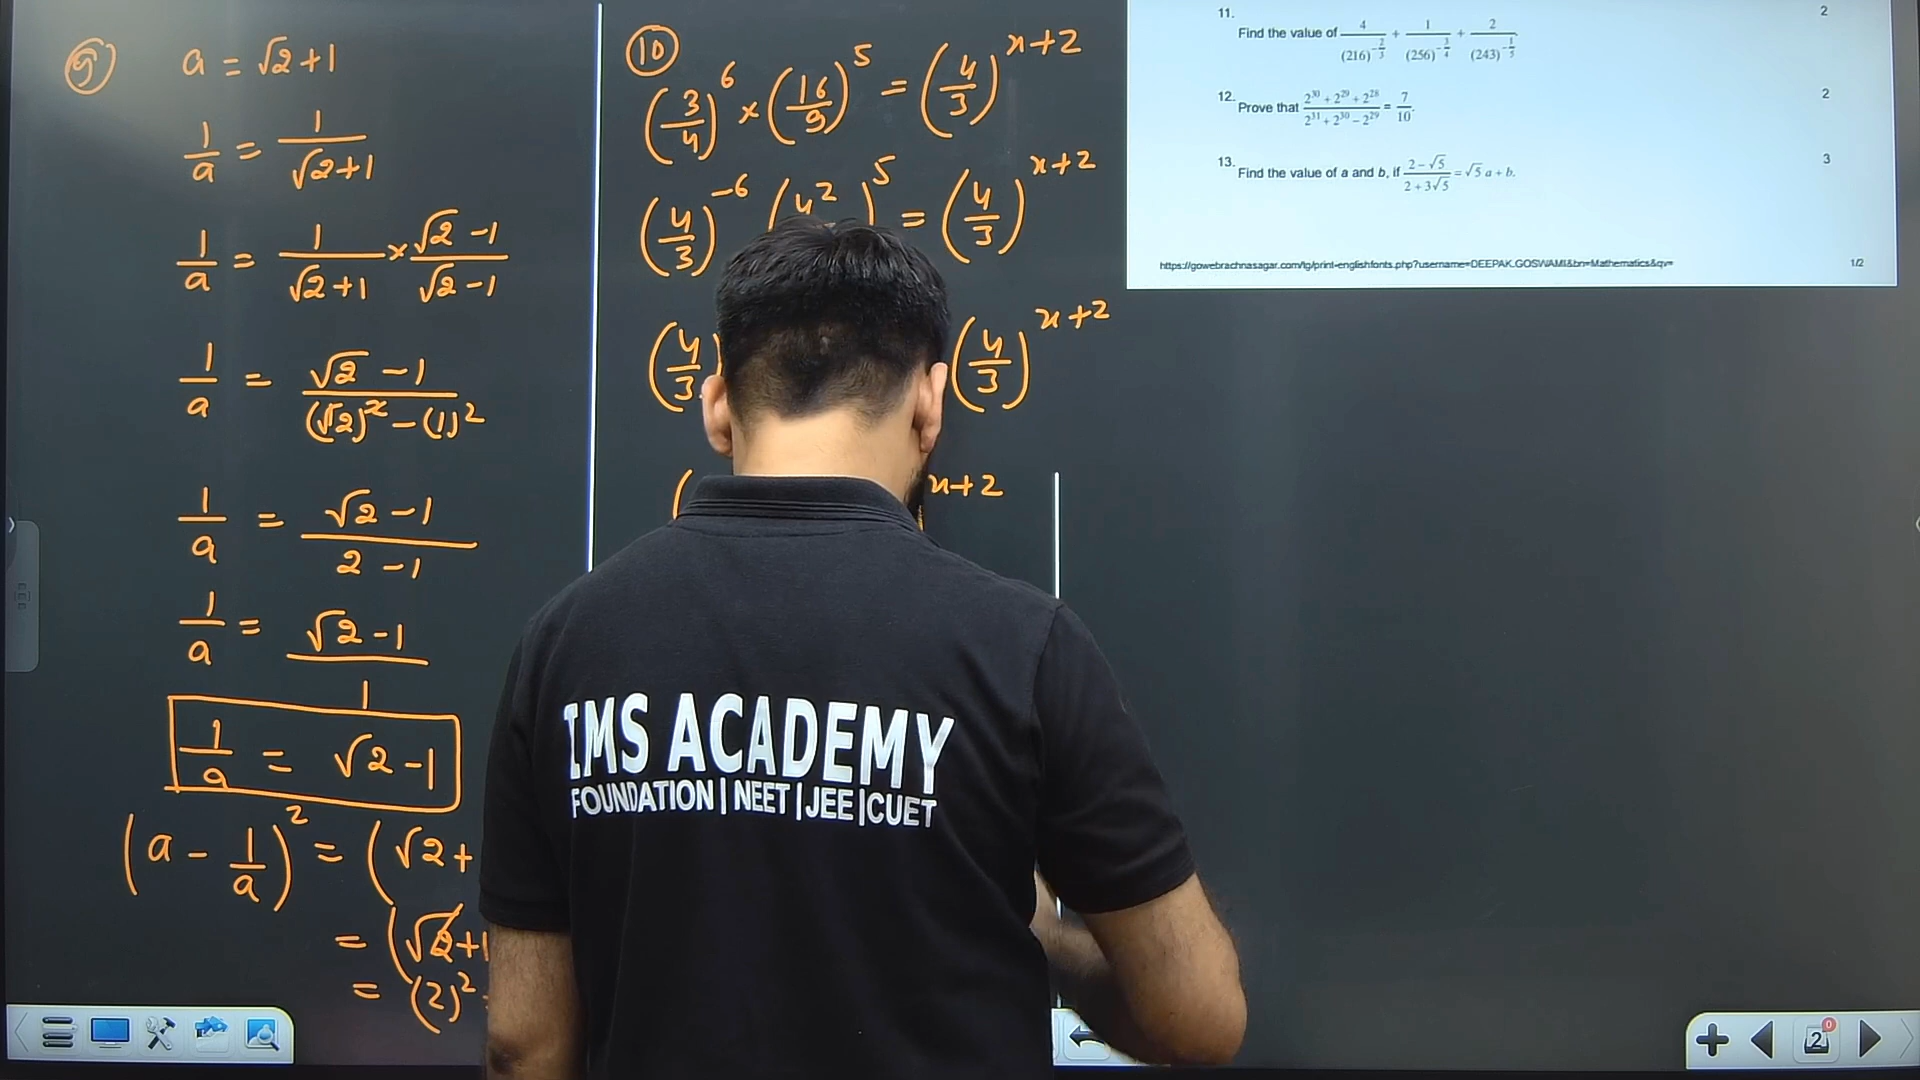 9) a = √2+1
1/a = 1/(√2+1)
1/a = 1/(√2+1) × (√2-1)/(√2-1)
1/a = (√2-1)/((√2)²-(1)²)
1/a = (√2-1)/(2-1)
1/a = (√2-1)/1
1/a = √2-1
(a - 1/a)² = (√2+
= (√2+1
= (2)²
10
(3/4)⁶ × (16/9)⁵ = (4/3)ˣ⁺²
(4/3)⁻⁶ (4² )⁵ = (4/3)ˣ⁺²
(4/3 (4/3)ˣ⁺²
( x+2
11. Find the value of 4/(216)^(-2/3) + 1/(256)^(-3/4) + 2/(243)^(-1/5). 2
12. Prove that (2³⁰ + 2²⁹ + 2²⁸)/(2³¹ + 2³⁰ − 2²⁹) = 7/10. 2
13. Find the value of a and b, if (2 − √5)/(2 + 3√5) = √5 a + b. 3
https://gowebrachnasagar.com/tg/print-englishfonts.php?username=DEEPAK.GOSWAMI&bn=Mathematics&qv= 1/2
IMS ACADEMY
FOUNDATION | NEET | JEE | CUET
2
0